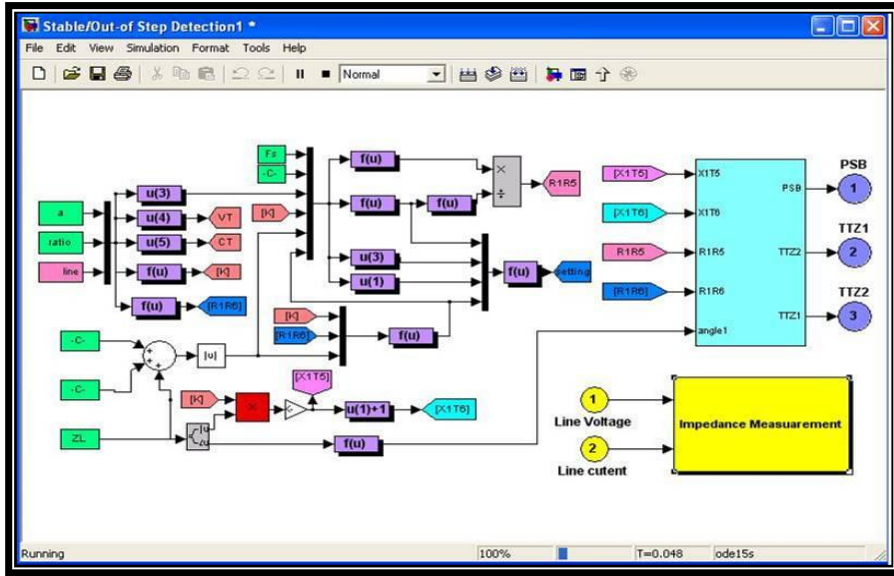 Stable/Out-of Step Detection1 *
File Edit View Simulation Format Tools Help
Normal
Fs
-C-
[K]
f(u)
f(u)
f(u)
u(3)
u(1)
×
÷
R1R5
f(u)
setting
a
ratio
line
u(3)
u(4)
u(5)
f(u)
f(u)
VT
CT
[K]
[R1R6]
[K]
[R1R6]
f(u)
-C-
-C-
ZL
+
+
+
|u|
[K]
×
|u|
∠u
[X1T5]
u(1)+1
[X1T6]
f(u)
[X1T5]
[X1T6]
R1R5
[R1R6]
X1T5
X1T6
R1R5
R1R6
angle1
PSB
TTZ2
TTZ1
PSB
1
TTZ1
2
TTZ2
3
1
Line Voltage
2
Line cutent
Impedance Measuarement
Running
100%
T=0.048
ode15s